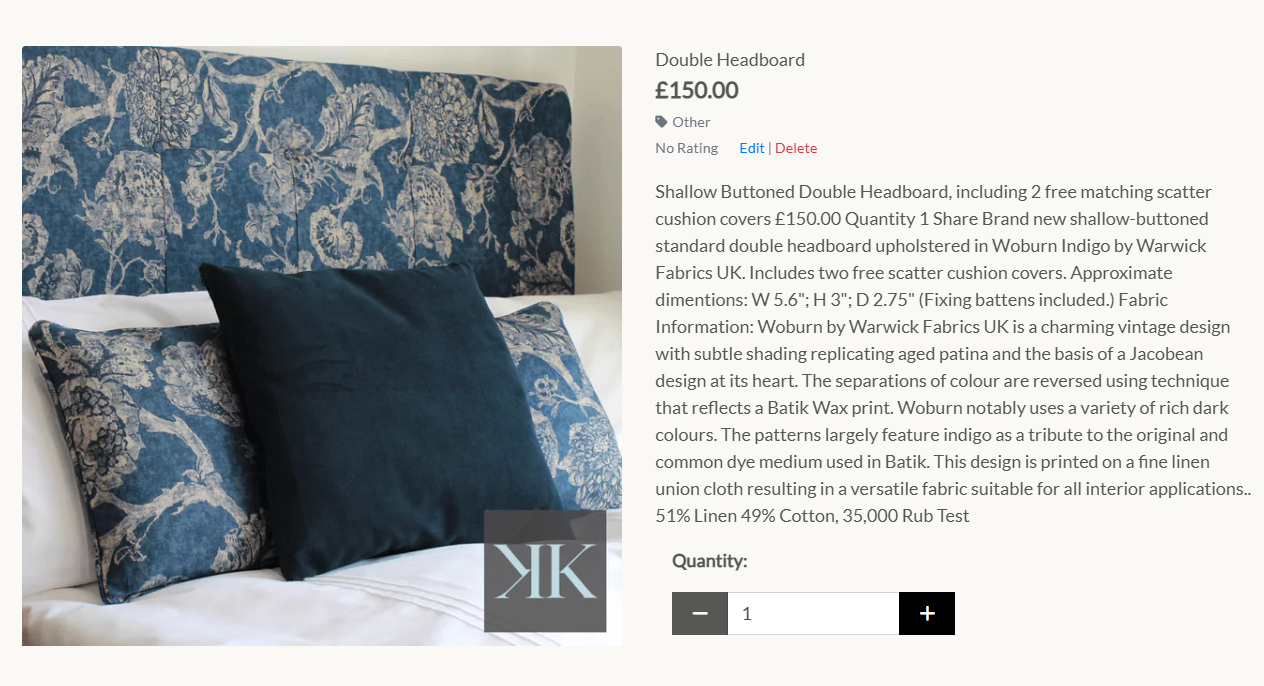 Double Headboard
£150.00
Other
No Rating Edit | Delete
Shallow Buttoned Double Headboard, including 2 free matching scatter
cushion covers £150.00 Quantity 1 Share Brand new shallow-buttoned
standard double headboard upholstered in Woburn Indigo by Warwick
Fabrics UK. Includes two free scatter cushion covers. Approximate
dimentions: W 5.6"; H 3"; D 2.75" (Fixing battens included.) Fabric
Information: Woburn by Warwick Fabrics UK is a charming vintage design
with subtle shading replicating aged patina and the basis of a Jacobean
design at its heart. The separations of colour are reversed using technique
that reflects a Batik Wax print. Woburn notably uses a variety of rich dark
colours. The patterns largely feature indigo as a tribute to the original and
common dye medium used in Batik. This design is printed on a fine linen
union cloth resulting in a versatile fabric suitable for all interior applications..
51% Linen 49% Cotton, 35,000 Rub Test
KK
Quantity:
− 1 +